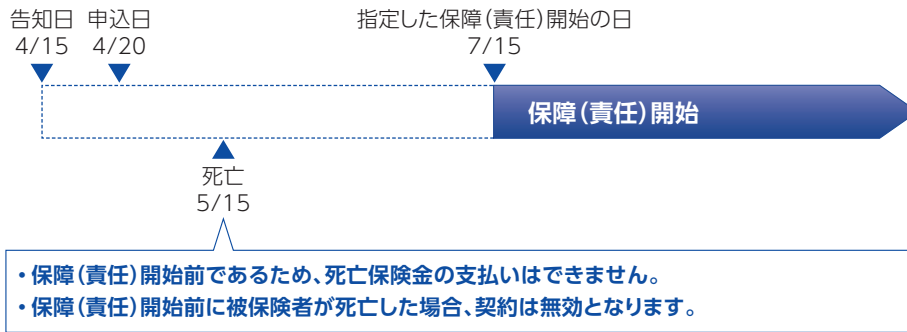 告知日 申込日 指定した保障(責任)開始の日
4/15 4/20 7/15
保障(責任)開始
死亡
5/15
・保障(責任)開始前であるため、死亡保険金の支払いはできません。
・保障(責任)開始前に被保険者が死亡した場合、契約は無効となります。